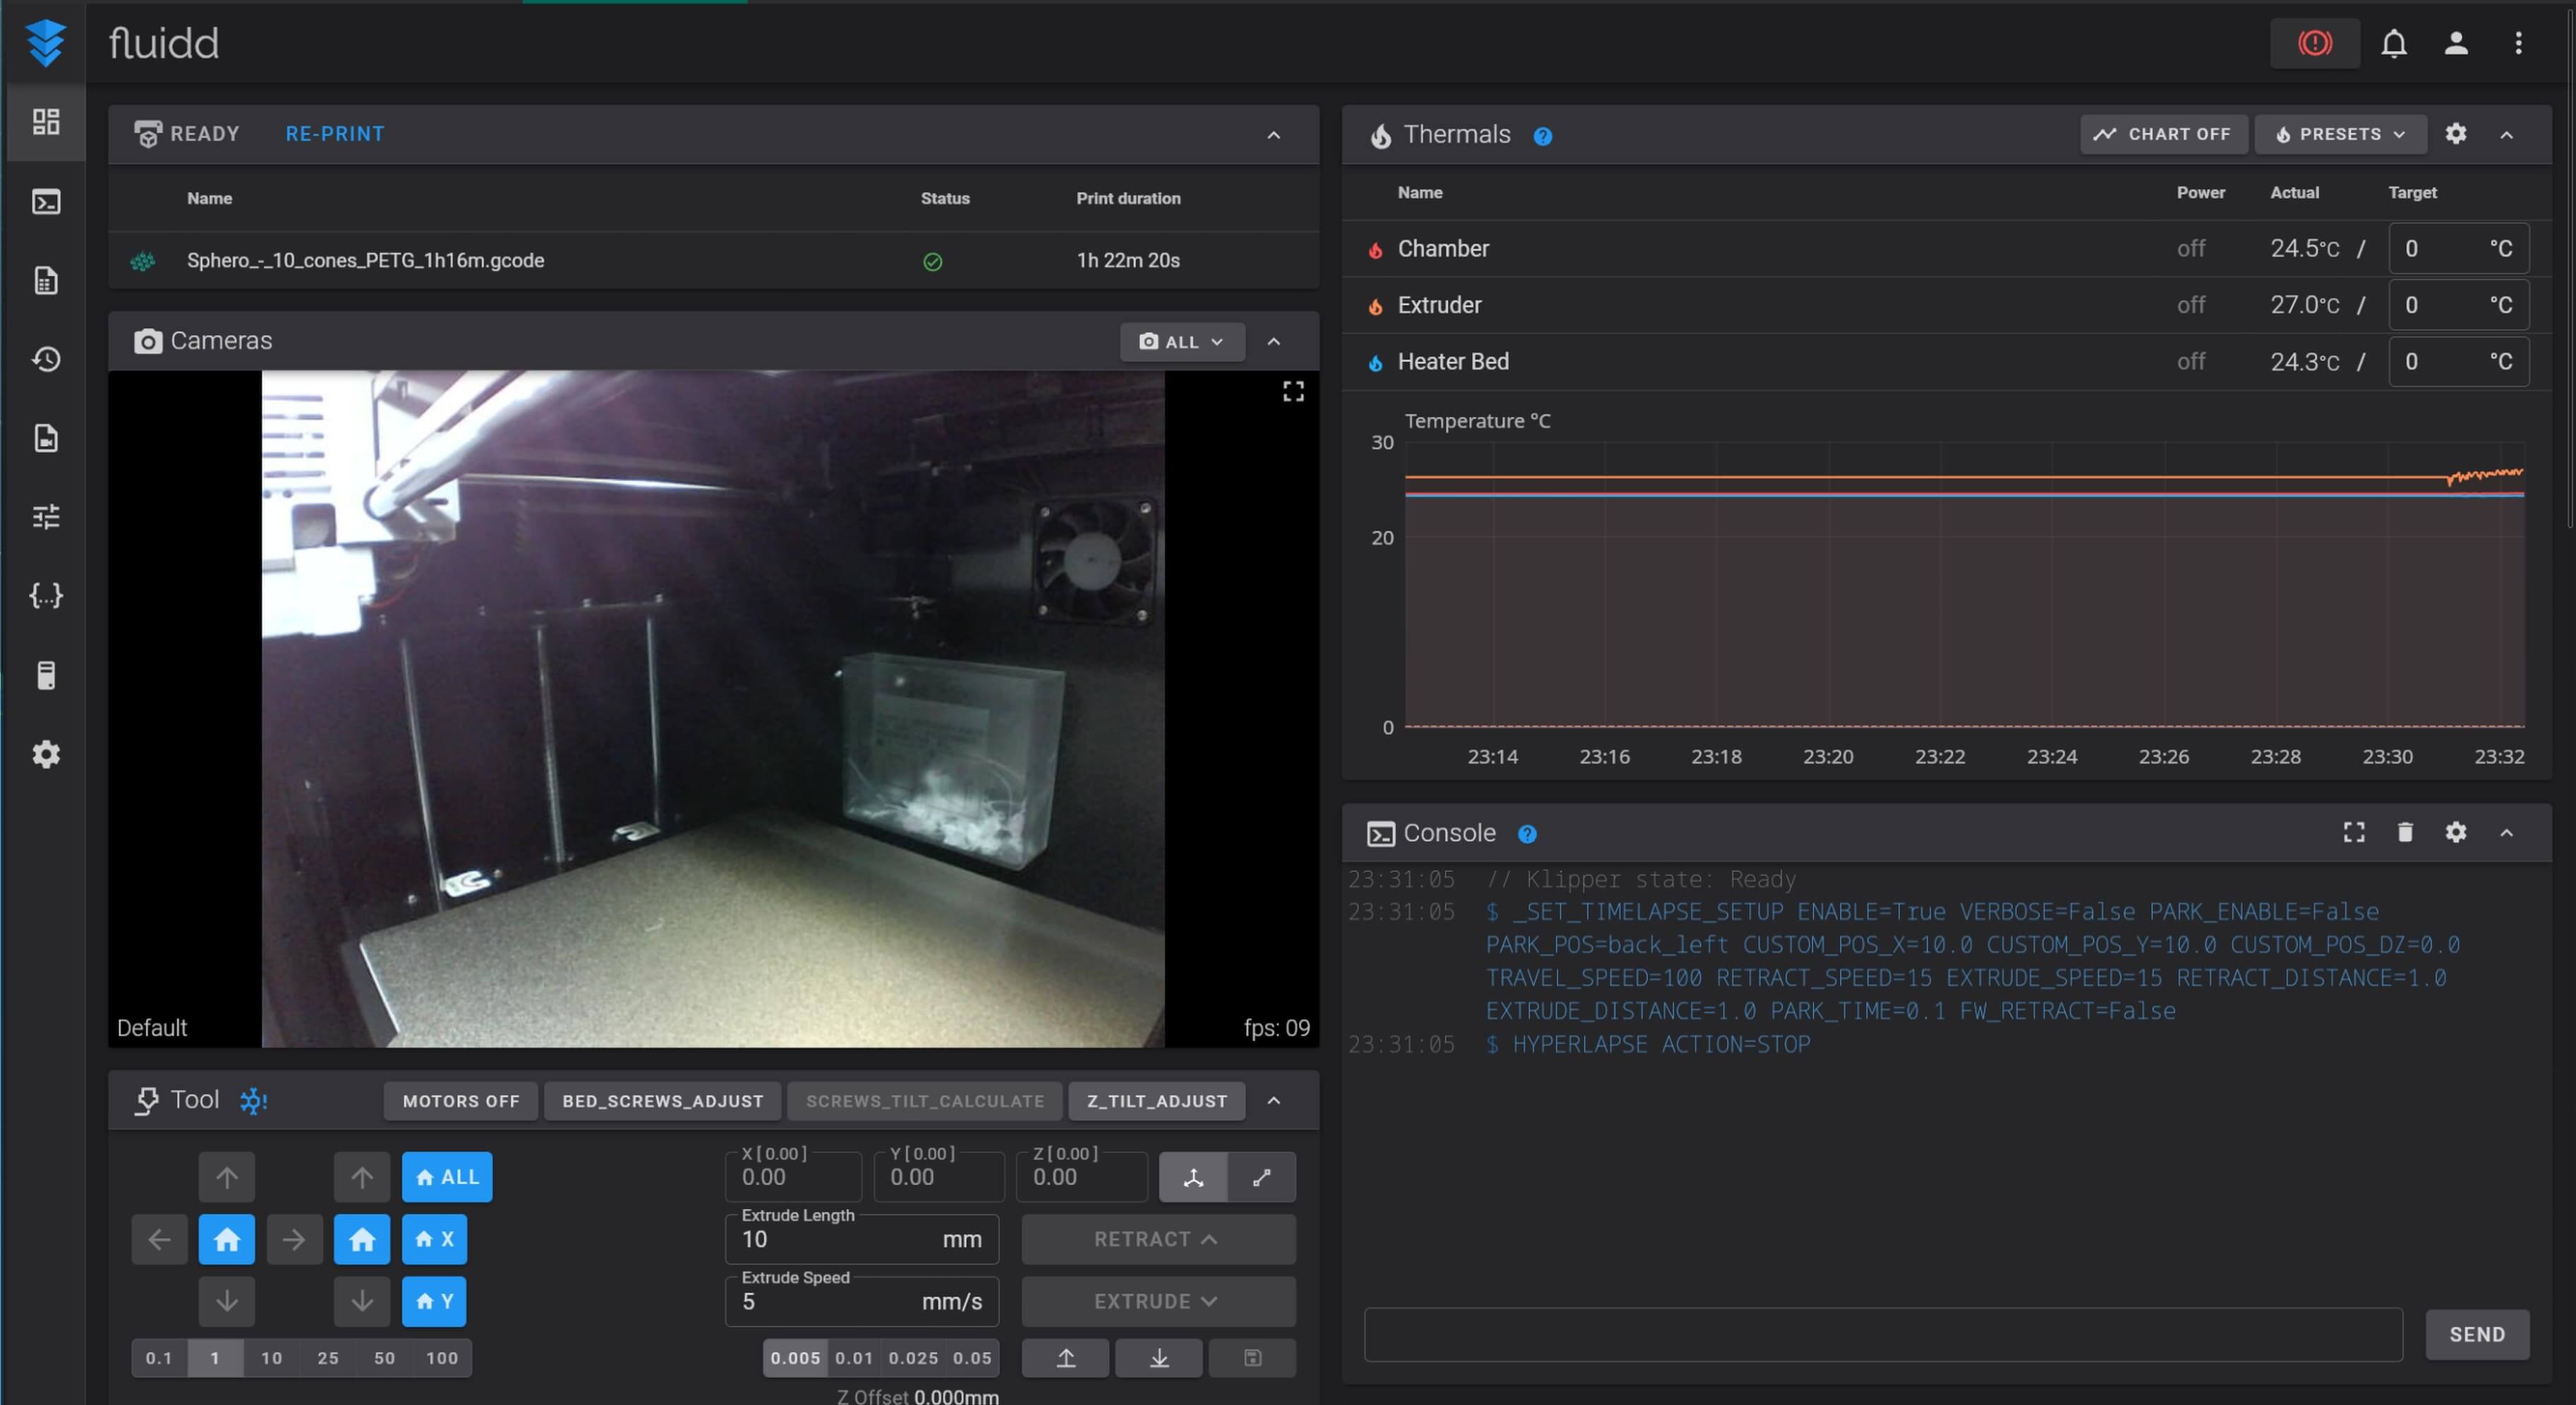 fluidd
READY RE-PRINT
Name Status Print duration
Sphero_-_10_cones_PETG_1h16m.gcode 1h 22m 20s
Cameras ALL
Default fps: 09
Tool MOTORS OFF BED_SCREWS_ADJUST SCREWS_TILT_CALCULATE Z_TILT_ADJUST
X [ 0.00 ] Y [ 0.00 ] Z [ 0.00 ]
ALL 0.00 0.00 0.00
Extrude Length
X 10 mm RETRACT
Extrude Speed
Y 5 mm/s EXTRUDE
0.1 1 10 25 50 100 0.005 0.01 0.025 0.05
Z Offset 0.000mm
Thermals ? CHART OFF PRESETS
Name Power Actual Target
Chamber off 24.5°C / 0 °C
Extruder off 27.0°C / 0 °C
Heater Bed off 24.3°C / 0 °C
Temperature °C
30
20
0
23:14 23:16 23:18 23:20 23:22 23:24 23:26 23:28 23:30 23:32
Console ?
23:31:05 // Klipper state: Ready
23:31:05 $ _SET_TIMELAPSE_SETUP ENABLE=True VERBOSE=False PARK_ENABLE=False
PARK_POS=back_left CUSTOM_POS_X=10.0 CUSTOM_POS_Y=10.0 CUSTOM_POS_DZ=0.0
TRAVEL_SPEED=100 RETRACT_SPEED=15 EXTRUDE_SPEED=15 RETRACT_DISTANCE=1.0
EXTRUDE_DISTANCE=1.0 PARK_TIME=0.1 FW_RETRACT=False
23:31:05 $ HYPERLAPSE ACTION=STOP
SEND